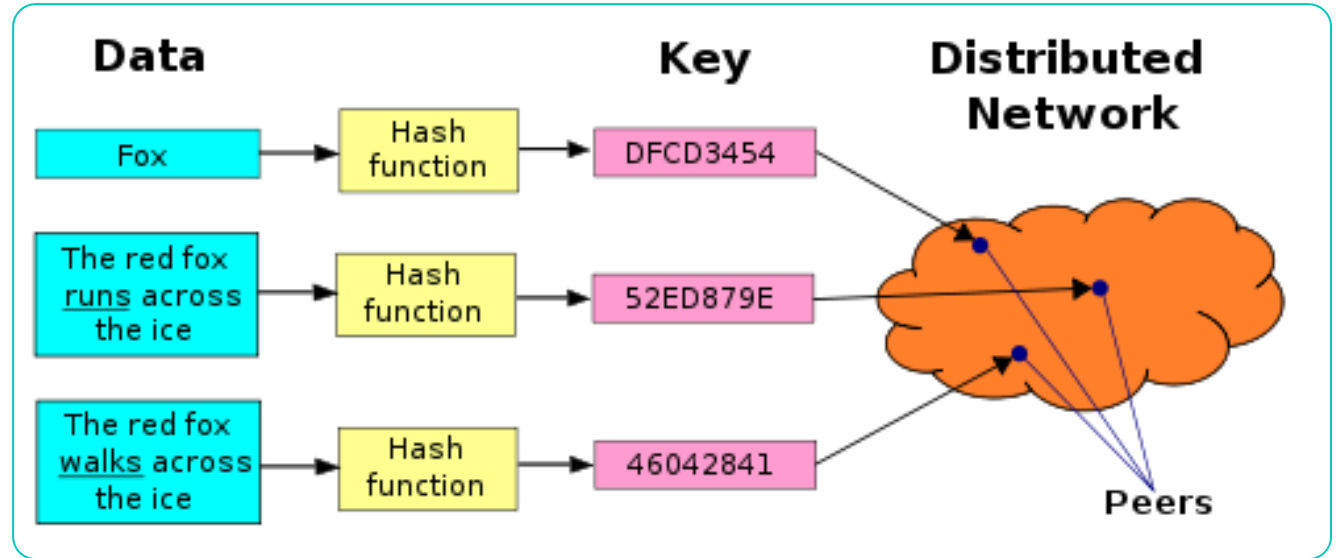 Data
Key
Distributed
Network
Fox
Hash
function
DFCD3454
The red fox
runs across
the ice
Hash
function
52ED879E
The red fox
walks across
the ice
Hash
function
46042841
Peers